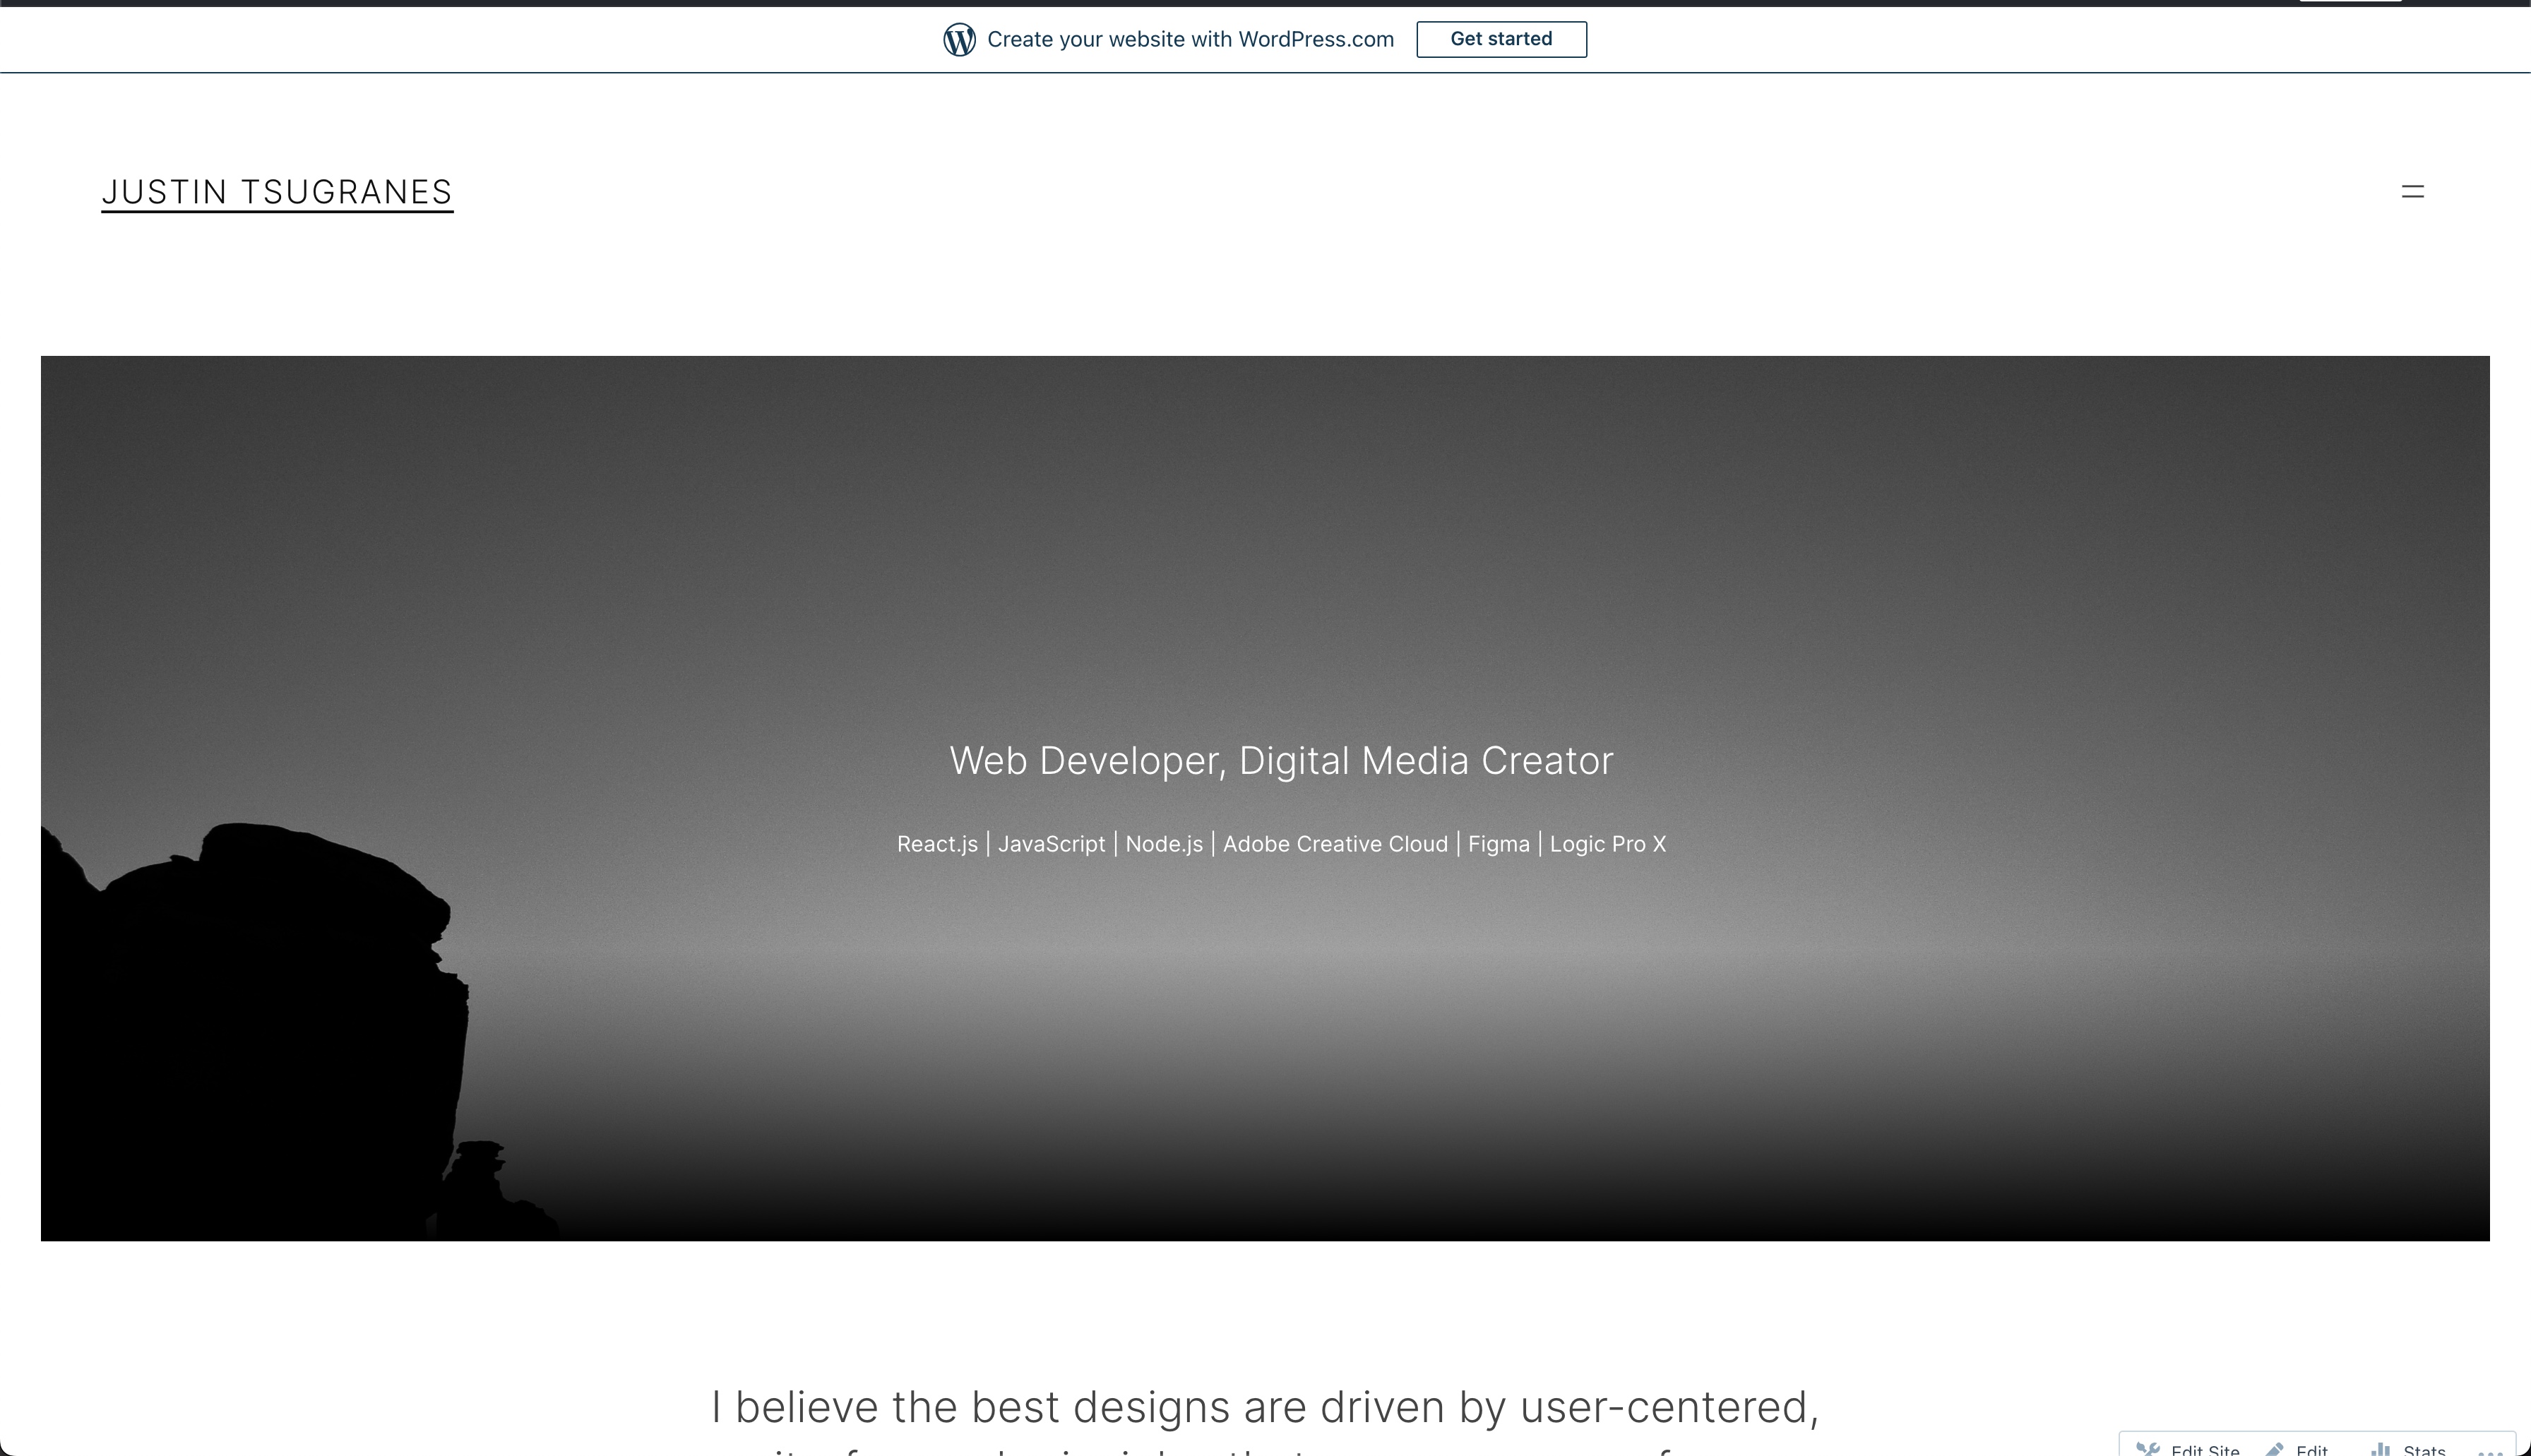 Create your website with WordPress.com Get started
JUSTIN TSUGRANES
Web Developer, Digital Media Creator
React.js | JavaScript | Node.js | Adobe Creative Cloud | Figma | Logic Pro X
I believe the best designs are driven by user-centered,
Edit Site Edit Stats